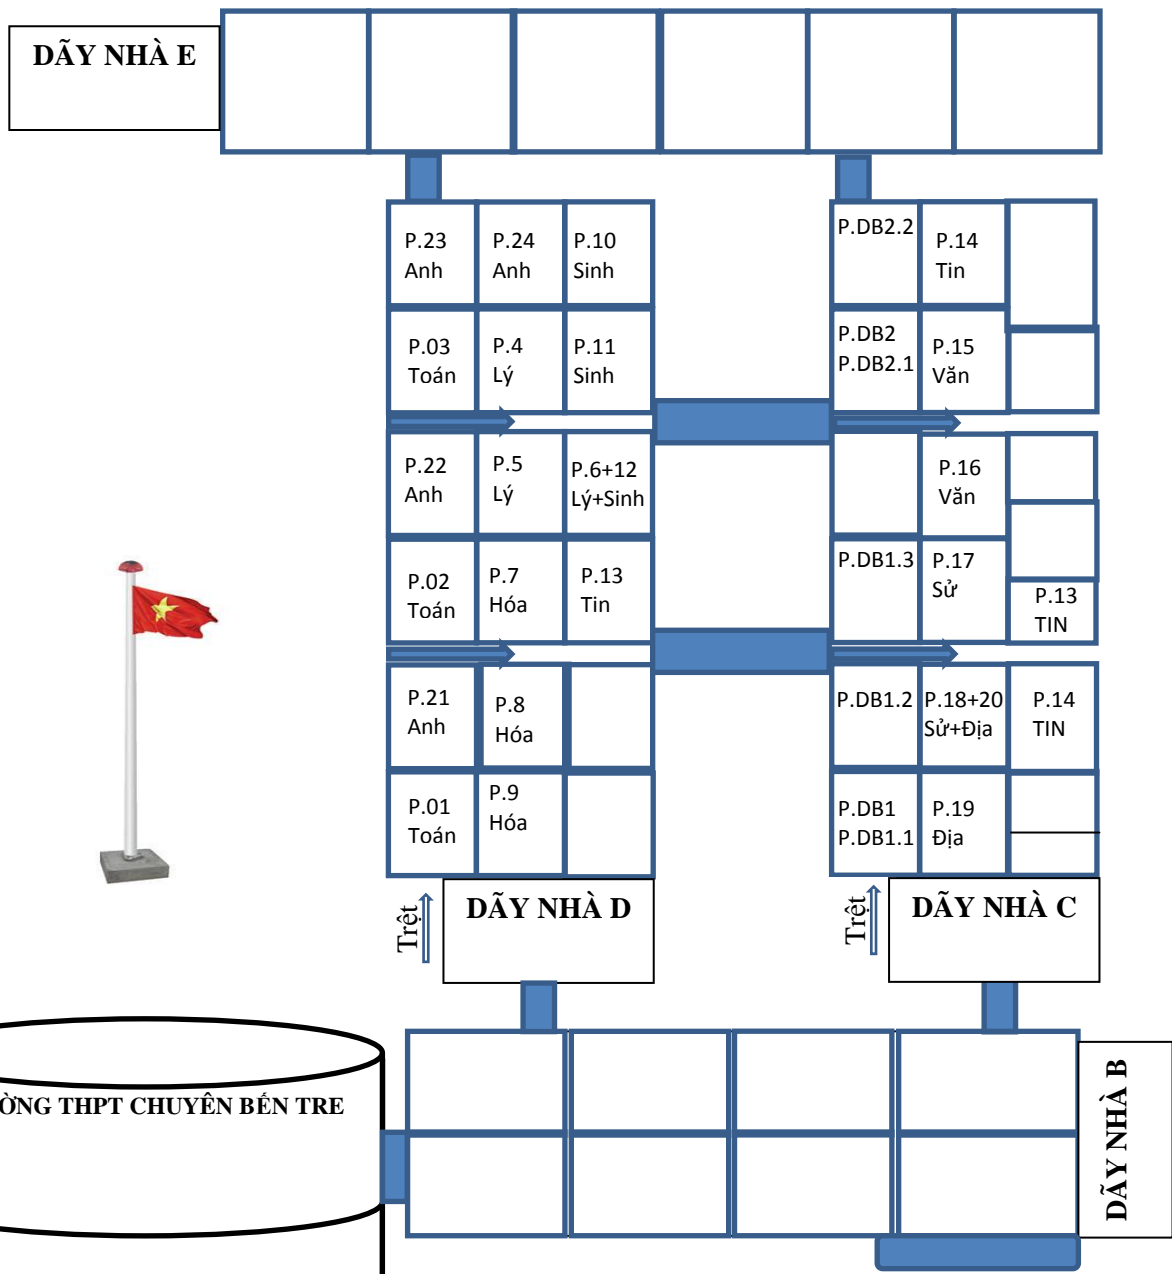 DÃY NHÀ E
P.23
Anh
P.24
Anh
P.10
Sinh
P.DB2.2
P.14
Tin
P.03
Toán
P.4
Lý
P.11
Sinh
P.DB2
P.DB2.1
P.15
Văn
P.22
Anh
P.5
Lý
P.6+12
Lý+Sinh
P.16
Văn
P.02
Toán
P.7
Hóa
P.13
Tin
P.DB1.3
P.17
Sử
P.13
TIN
P.21
Anh
P.8
Hóa
P.DB1.2
P.18+20
Sử+Địa
P.14
TIN
P.01
Toán
P.9
Hóa
P.DB1
P.DB1.1
P.19
Địa
Trệt
DÃY NHÀ D
Trệt
DÃY NHÀ C
ỜNG THPT CHUYÊN BẾN TRE
DÃY NHÀ B